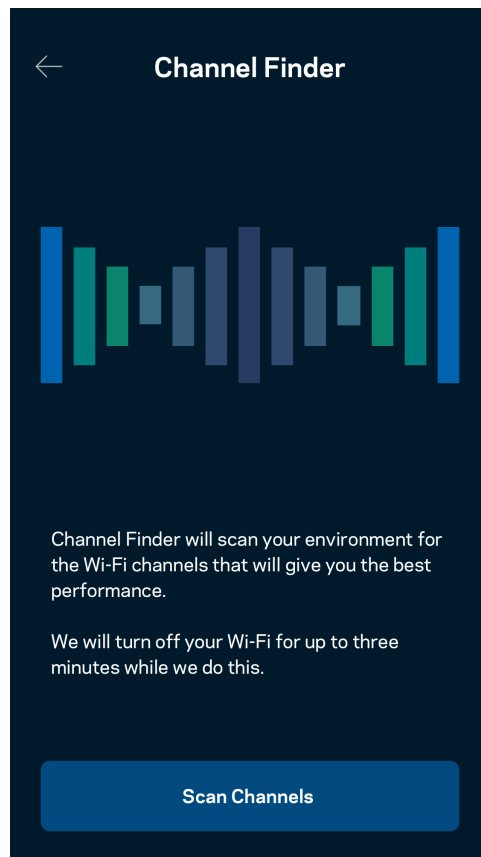 Channel Finder
Channel Finder will scan your environment for
the Wi-Fi channels that will give you the best
performance.
We will turn off your Wi-Fi for up to three
minutes while we do this.
Scan Channels